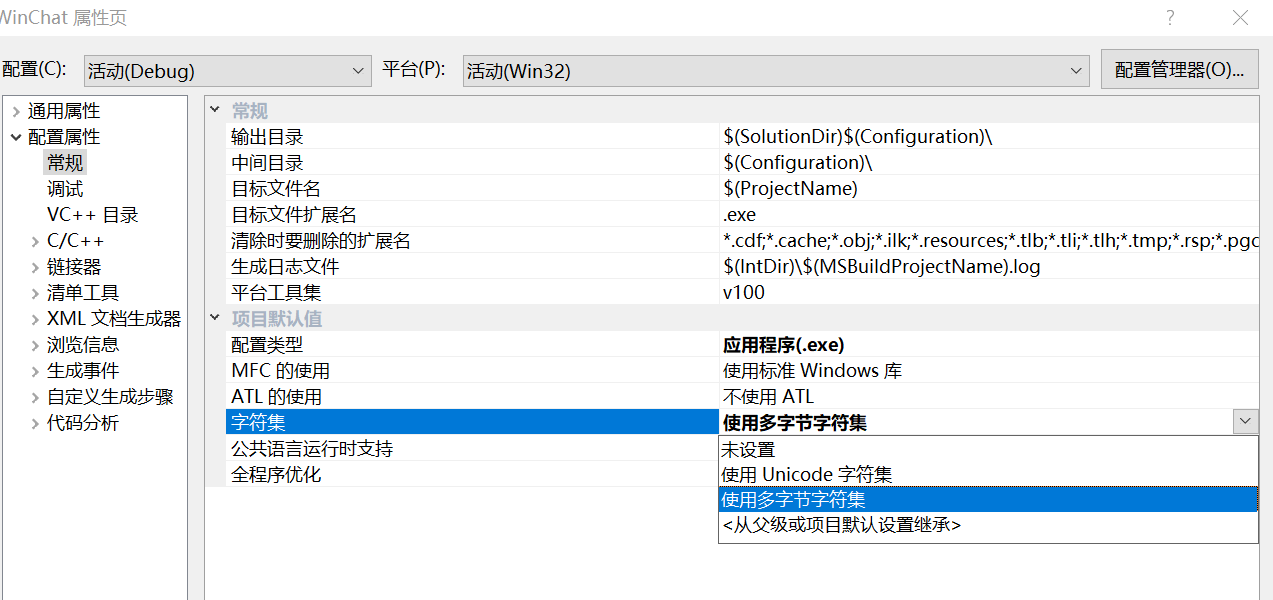 WinChat 属性页
配置(C): 活动(Debug) 平台(P): 活动(Win32) 配置管理器(O)...
通用属性
配置属性
常规
调试
VC++ 目录
C/C++
链接器
清单工具
XML 文档生成器
浏览信息
生成事件
自定义生成步骤
代码分析
常规
输出目录 $(SolutionDir)$(Configuration)\
中间目录 $(Configuration)\
目标文件名 $(ProjectName)
目标文件扩展名 .exe
清除时要删除的扩展名 *.cdf;*.cache;*.obj;*.ilk;*.resources;*.tlb;*.tli;*.tlh;*.tmp;*.rsp;*.pgc
生成日志文件 $(IntDir)\$(MSBuildProjectName).log
平台工具集 v100
项目默认值
配置类型 应用程序(.exe)
MFC 的使用 使用标准 Windows 库
ATL 的使用 不使用 ATL
字符集 使用多字节字符集
公共语言运行时支持 未设置
全程序优化 使用 Unicode 字符集
使用多字节字符集
<从父级或项目默认设置继承>